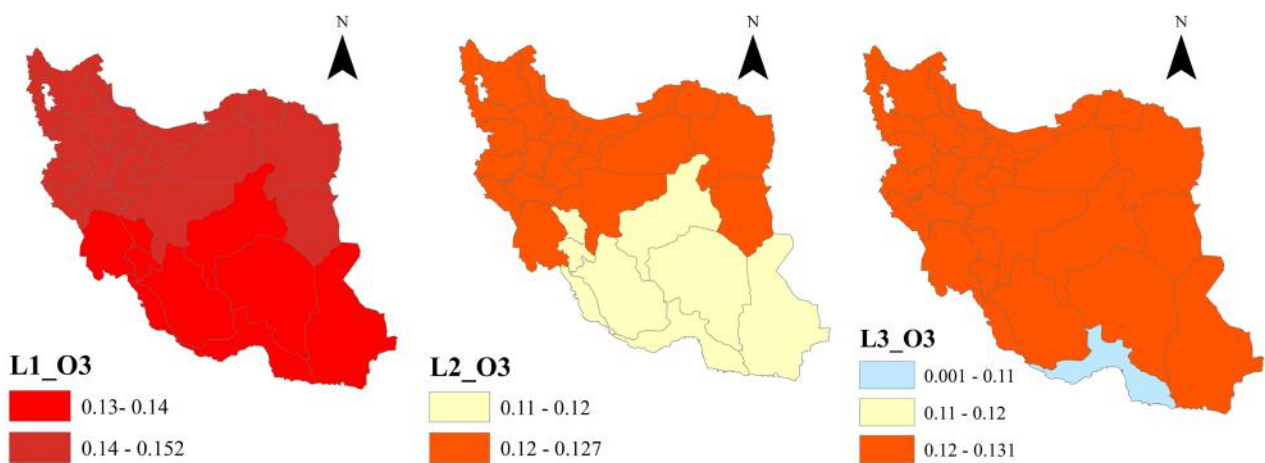 N
L1_O3
0.13- 0.14
0.14 - 0.152
N
L2_O3
0.11 - 0.12
0.12 - 0.127
N
L3_O3
0.001 - 0.11
0.11 - 0.12
0.12 - 0.131